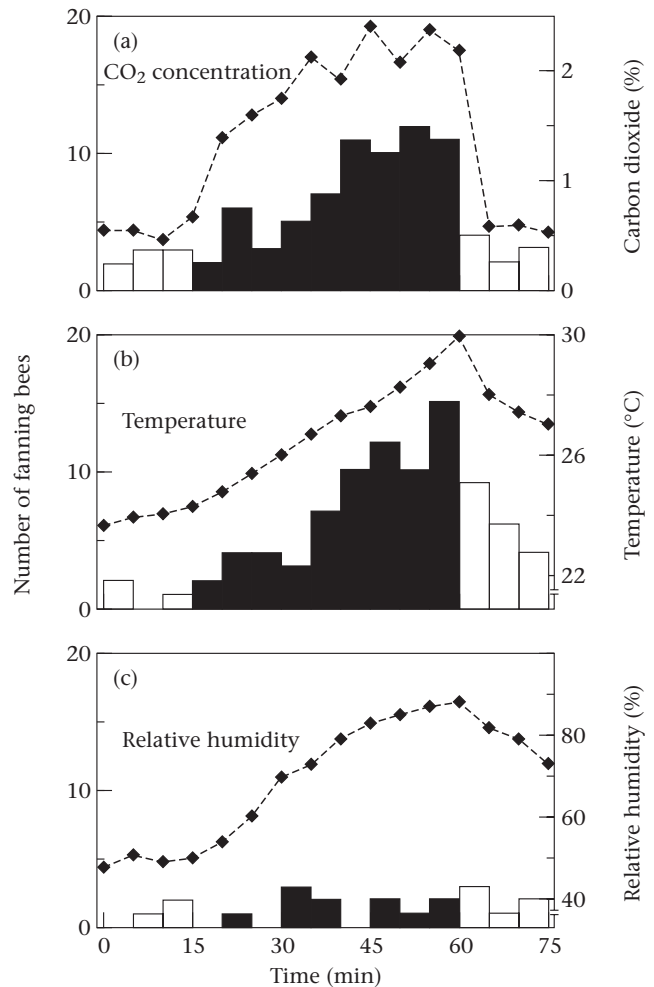 20
(a)
CO₂ concentration
10
0
2
1
0
Carbon dioxide (%)
20
(b)
Temperature
10
0
30
26
22
Temperature (°C)
Number of fanning bees
20
(c)
Relative humidity
10
0
80
60
40
Relative humidity (%)
0 15 30 45 60 75
Time (min)